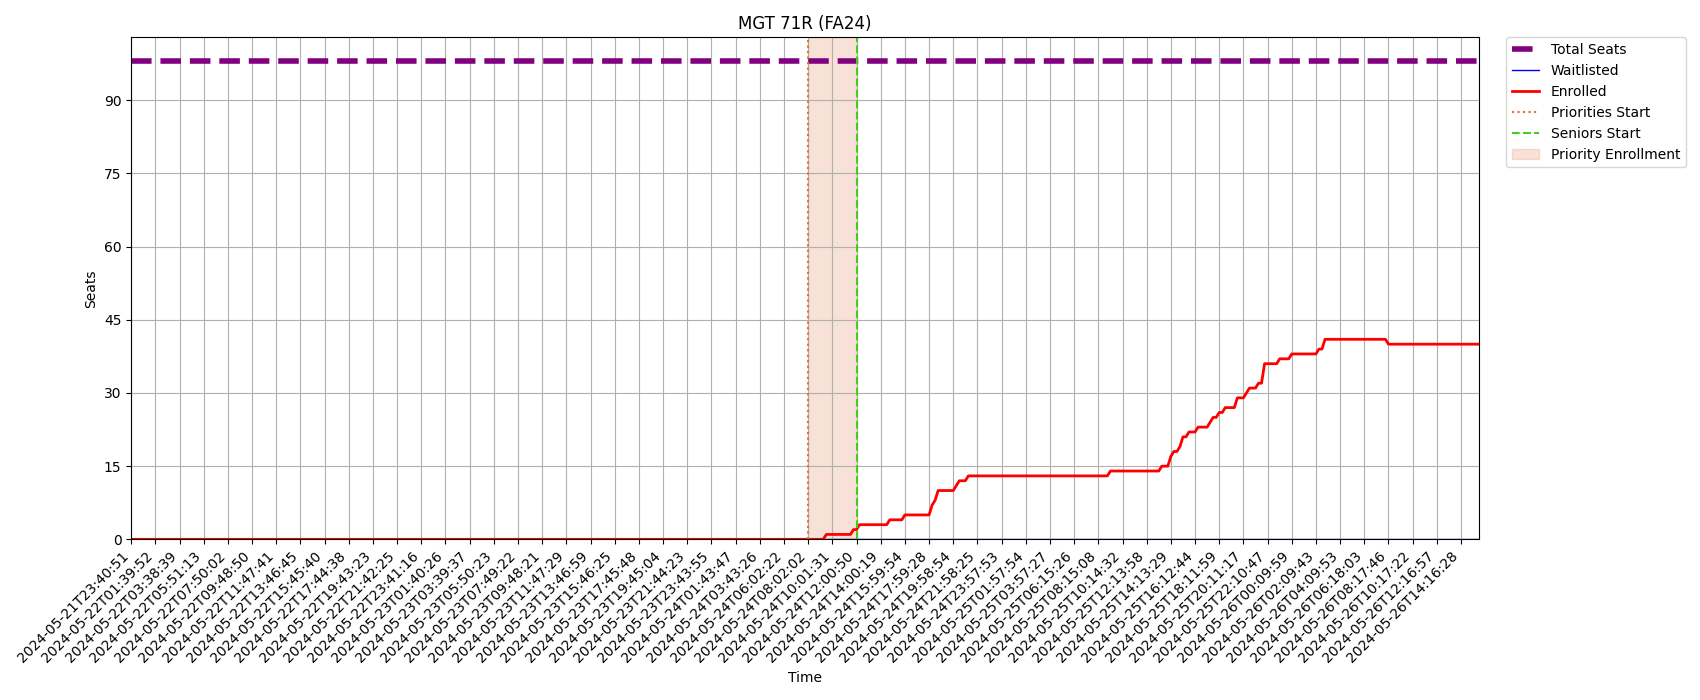 MGT 71R (FA24)
Total Seats
Waitlisted
Enrolled
Priorities Start
Seniors Start
Priority Enrollment
Seats
90
75
60
45
30
15
0
2024-05-21T23:40:51
2024-05-22T01:39:52
2024-05-22T03:38:39
2024-05-22T05:51:13
2024-05-22T07:50:02
2024-05-22T09:48:50
2024-05-22T11:47:41
2024-05-22T13:46:45
2024-05-22T15:45:40
2024-05-22T17:44:38
2024-05-22T19:43:23
2024-05-22T21:42:25
2024-05-22T23:41:16
2024-05-23T01:40:26
2024-05-23T03:39:37
2024-05-23T05:50:23
2024-05-23T07:49:22
2024-05-23T09:48:21
2024-05-23T11:47:29
2024-05-23T13:46:59
2024-05-23T15:46:25
2024-05-23T17:45:48
2024-05-23T19:45:04
2024-05-23T21:44:23
2024-05-23T23:43:55
2024-05-24T01:43:47
2024-05-24T03:43:26
2024-05-24T06:02:22
2024-05-24T08:02:02
2024-05-24T10:01:31
2024-05-24T12:00:50
2024-05-24T14:00:19
2024-05-24T15:59:54
2024-05-24T17:59:28
2024-05-24T19:58:54
2024-05-24T21:58:25
2024-05-24T23:57:53
2024-05-25T01:57:54
2024-05-25T03:57:27
2024-05-25T06:15:26
2024-05-25T08:15:08
2024-05-25T10:14:32
2024-05-25T12:13:58
2024-05-25T14:13:29
2024-05-25T16:12:44
2024-05-25T18:11:59
2024-05-25T20:11:17
2024-05-25T22:10:47
2024-05-26T00:09:59
2024-05-26T02:09:43
2024-05-26T04:09:53
2024-05-26T06:18:03
2024-05-26T08:17:46
2024-05-26T10:17:22
2024-05-26T12:16:57
2024-05-26T14:16:28
Time